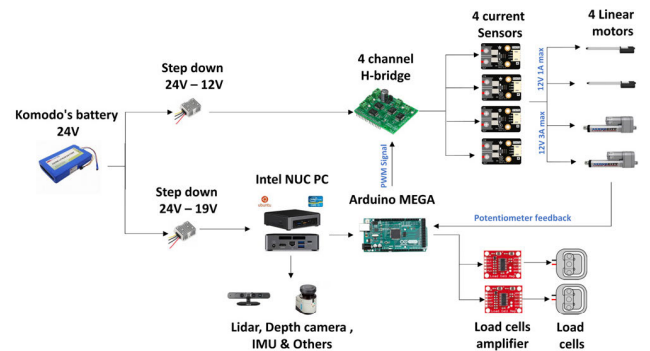 4 current
Sensors
4 Linear
motors
4 channel
H-bridge
Step down
24V – 12V
12V 1A max
12V 3A max
Komodo's battery
24V
PWM Signal
Step down
24V – 19V
Intel NUC PC
ubuntu
Arduino MEGA
Potentiometer feedback
Lidar, Depth camera ,
IMU & Others
Load cells
amplifier
Load
cells